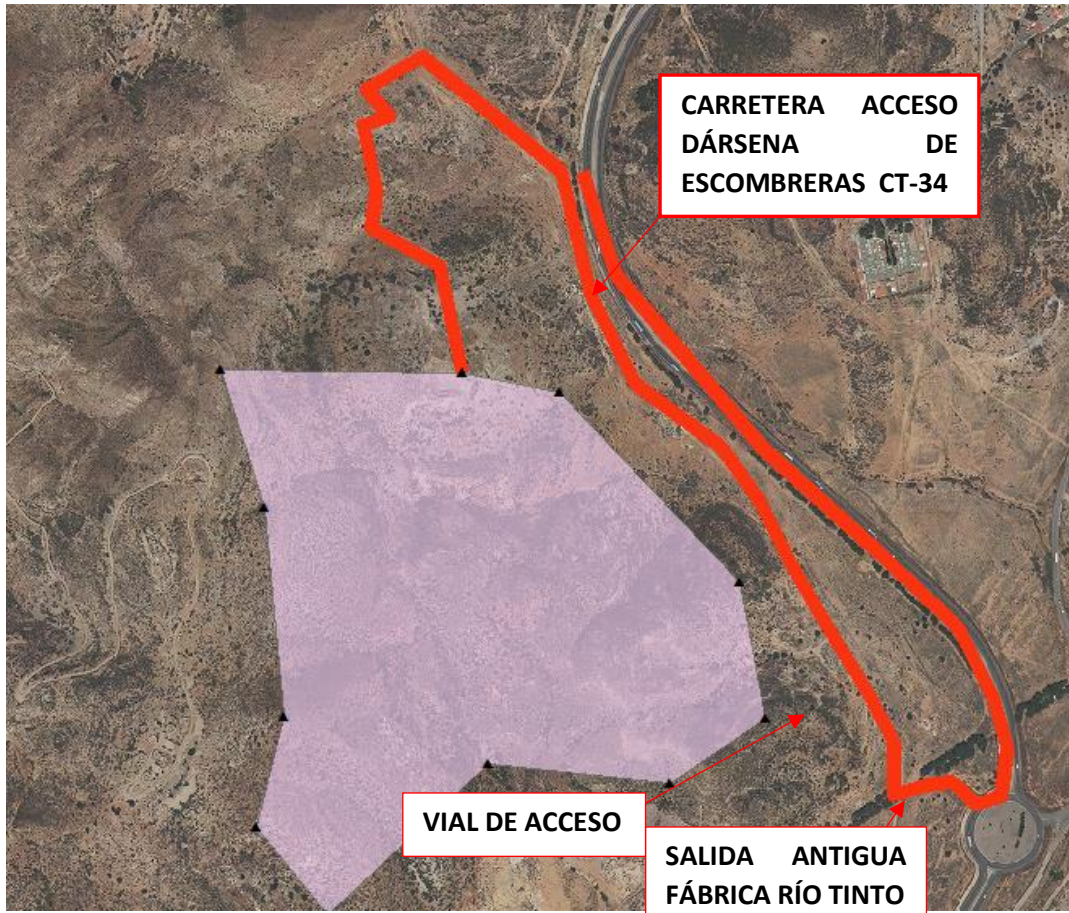 CARRETERA ACCESO
DÁRSENA DE
ESCOMBRERAS CT-34
VIAL DE ACCESO
SALIDA ANTIGUA
FÁBRICA RÍO TINTO